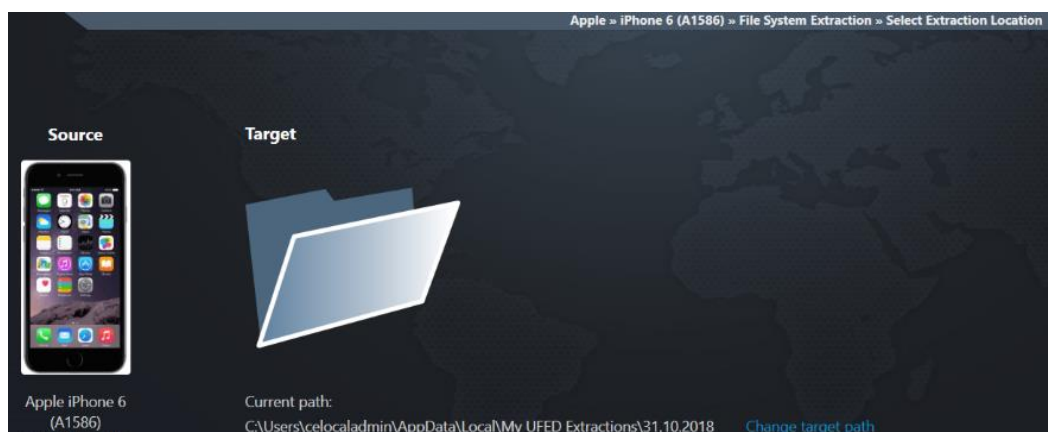 Apple » iPhone 6 (A1586) » File System Extraction » Select Extraction Location
Source
Target
Apple iPhone 6
(A1586)
Current path:
C:\Users\celocaladmin\AppData\Local\My UFED Extractions\31.10.2018
Change target path